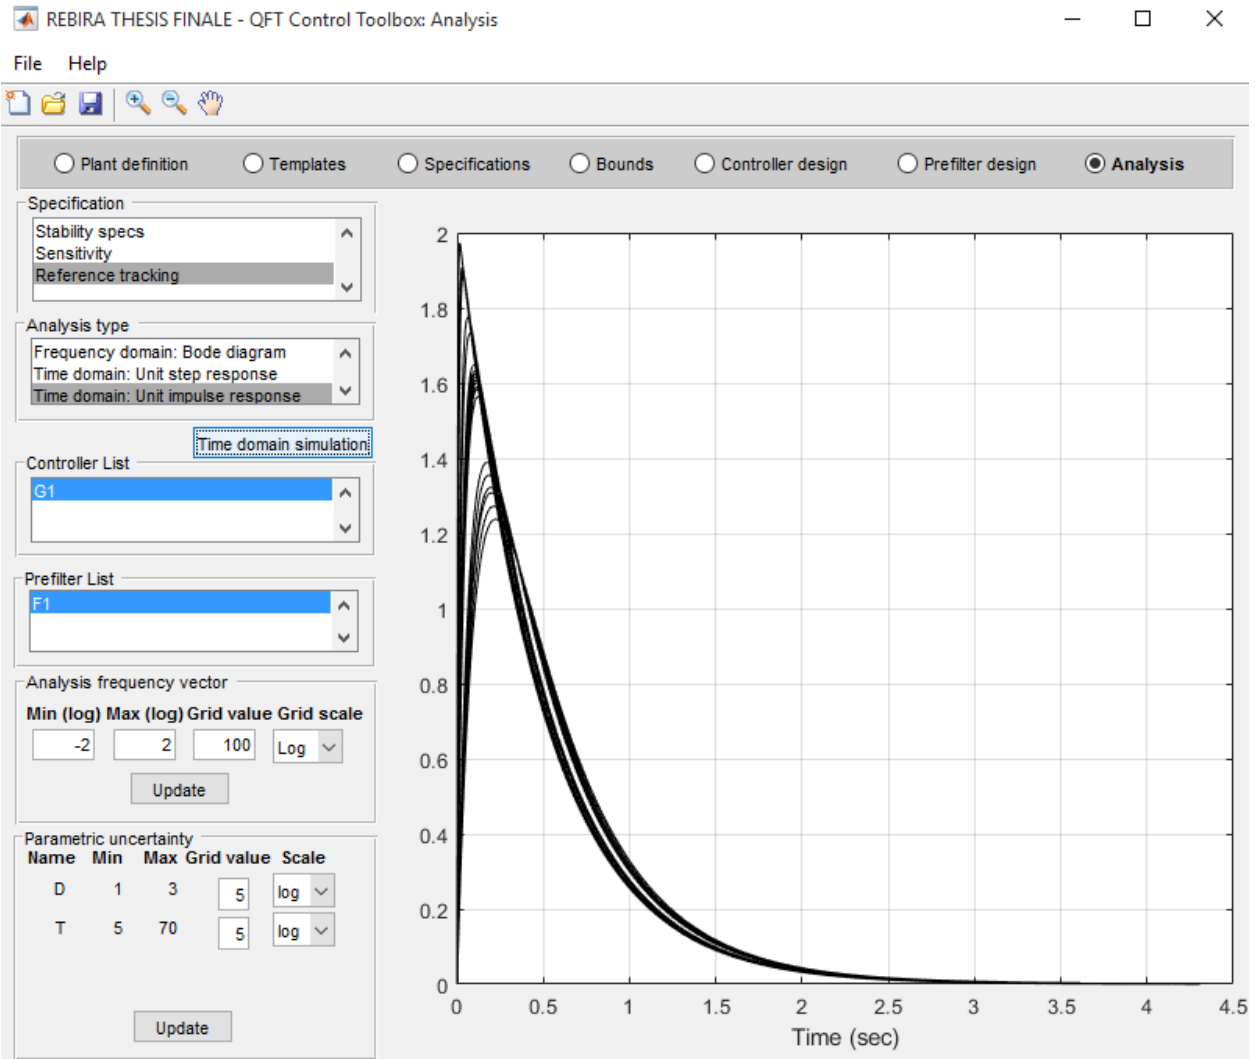 REBIRA THESIS FINALE - QFT Control Toolbox: Analysis
File Help
Plant definition Templates Specifications Bounds Controller design Prefilter design Analysis
Specification
Stability specs
Sensitivity
Reference tracking
Analysis type
Frequency domain: Bode diagram
Time domain: Unit step response
Time domain: Unit impulse response
Time domain simulation
Controller List
G1
Prefilter List
F1
Analysis frequency vector
Min (log) Max (log) Grid value Grid scale
-2 2 100 Log
Update
Parametric uncertainty
Name Min Max Grid value Scale
D 1 3 5 log
T 5 70 5 log
Update
2
1.8
1.6
1.4
1.2
1
0.8
0.6
0.4
0.2
0
0 0.5 1 1.5 2 2.5 3 3.5 4 4.5
Time (sec)